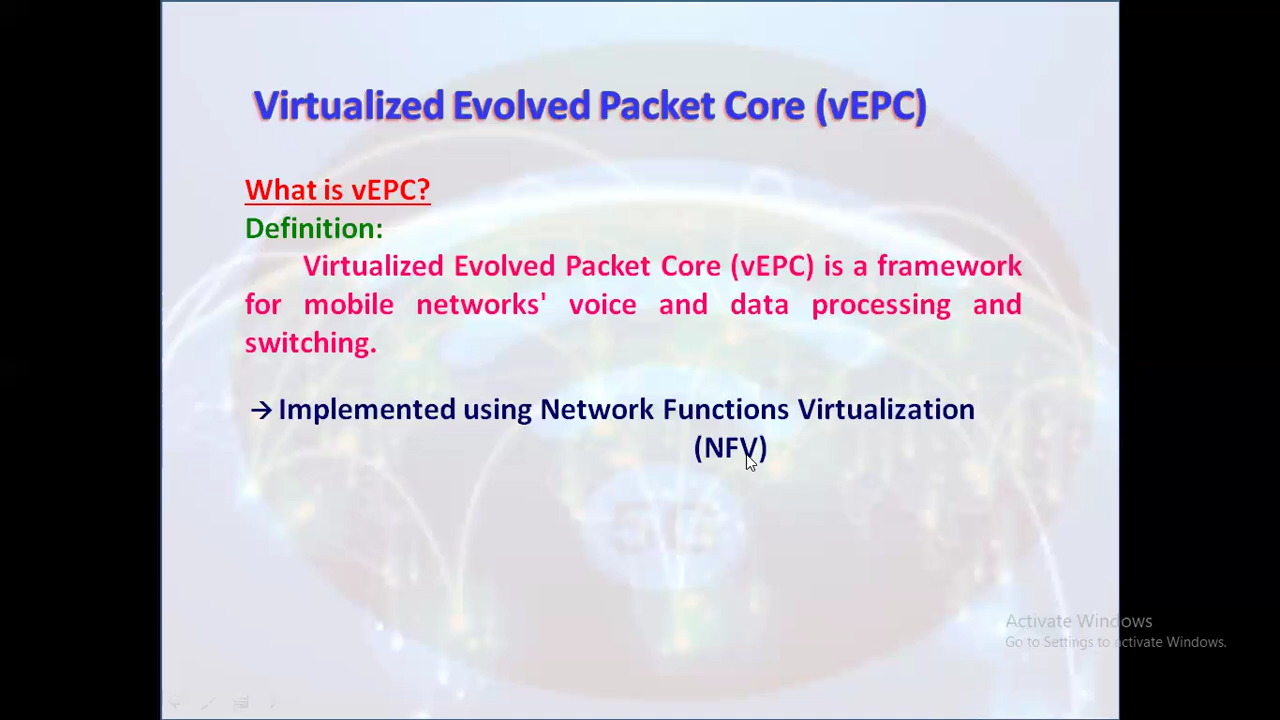 Virtualized Evolved Packet Core (vEPC)
What is vEPC?
Definition:
Virtualized Evolved Packet Core (vEPC) is a framework
for mobile networks' voice and data processing and
switching.
→ Implemented using Network Functions Virtualization
(NFV)
5G
Activate Windows
Go to Settings to activate Windows.